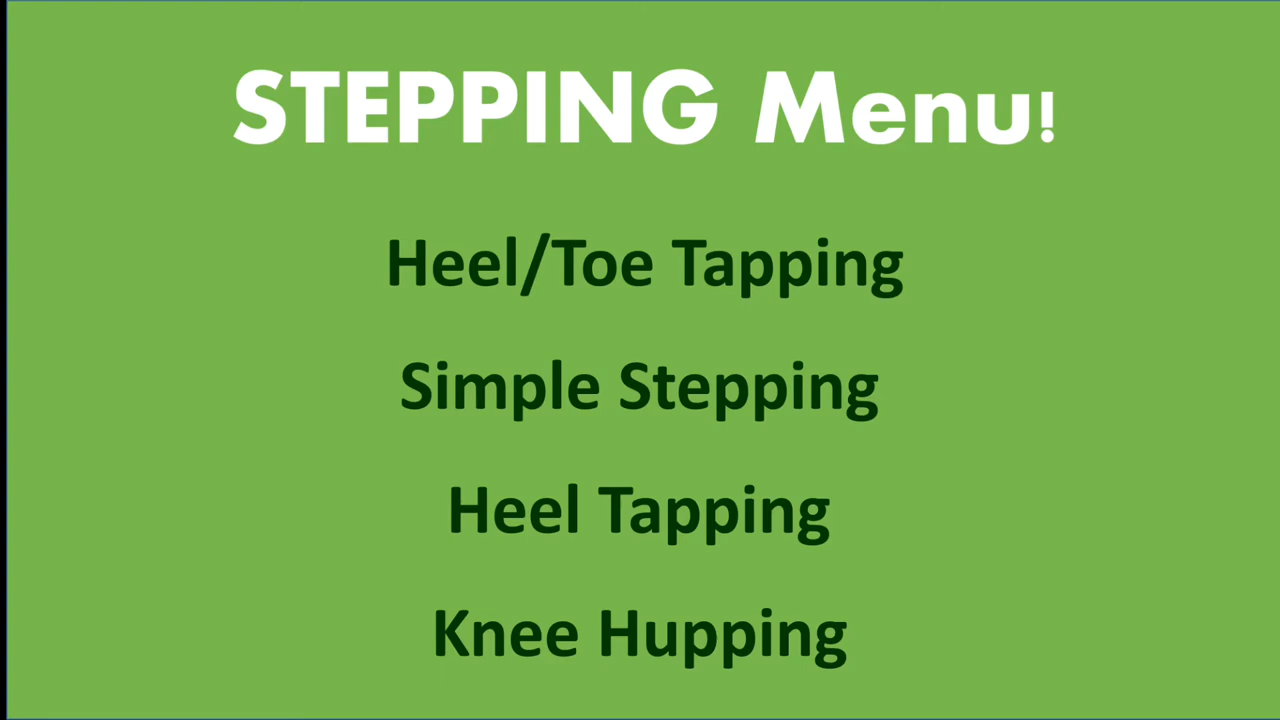 STEPPING Menu!
Heel/Toe Tapping
Simple Stepping
Heel Tapping
Knee Hupping